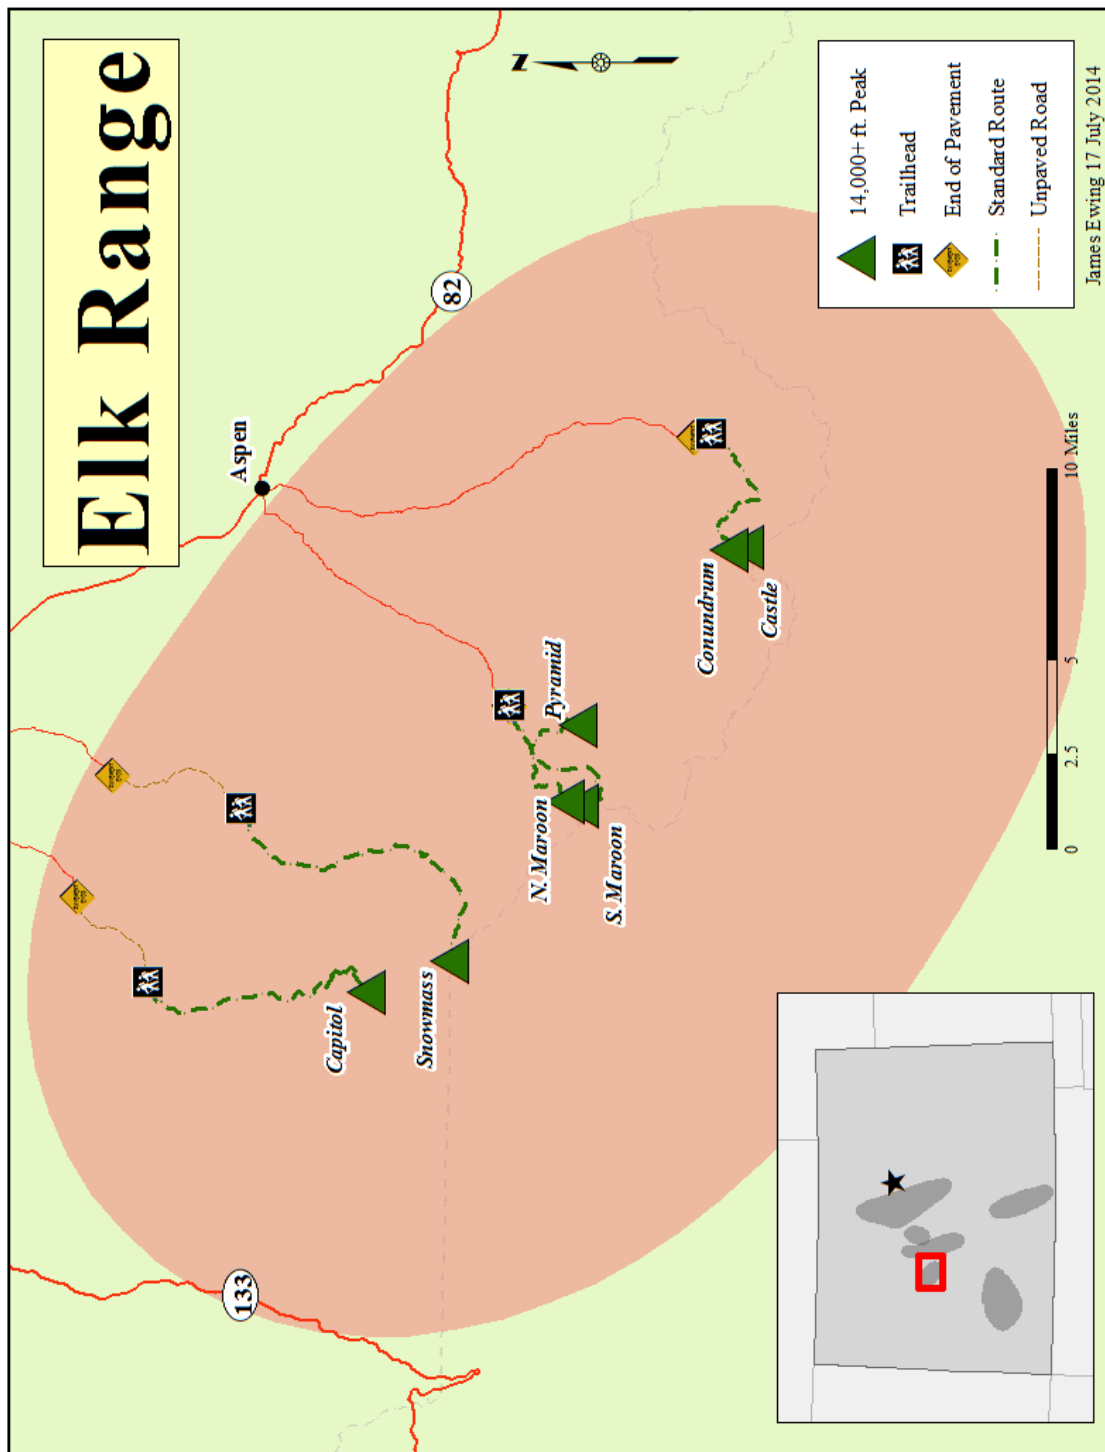 Elk Range
N
Aspen
82
133
Capitol
Snowmass
N. Maroon
S. Maroon
Pyramid
Conundrum
Castle
0 2.5 5 10 Miles
14,000+ ft. Peak
Trailhead
End of Pavement
Standard Route
Unpaved Road
James Ewing 17 July 2014